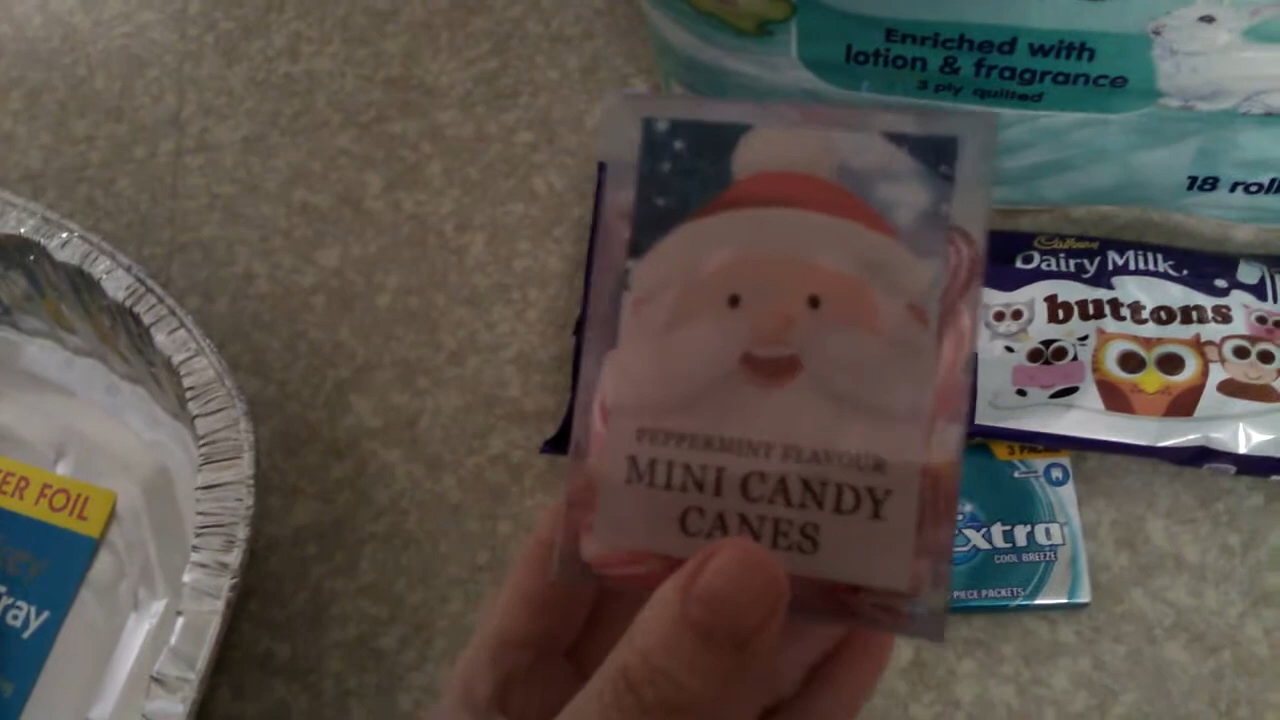 Enriched with
lotion & fragrance
3 ply quilted
18 roll
Cadbury
Dairy Milk
buttons
PEPPERMINT FLAVOUR
MINI CANDY
CANES
Extra
COOL BREEZE
PIECE PACKETS
ER FOIL
ray